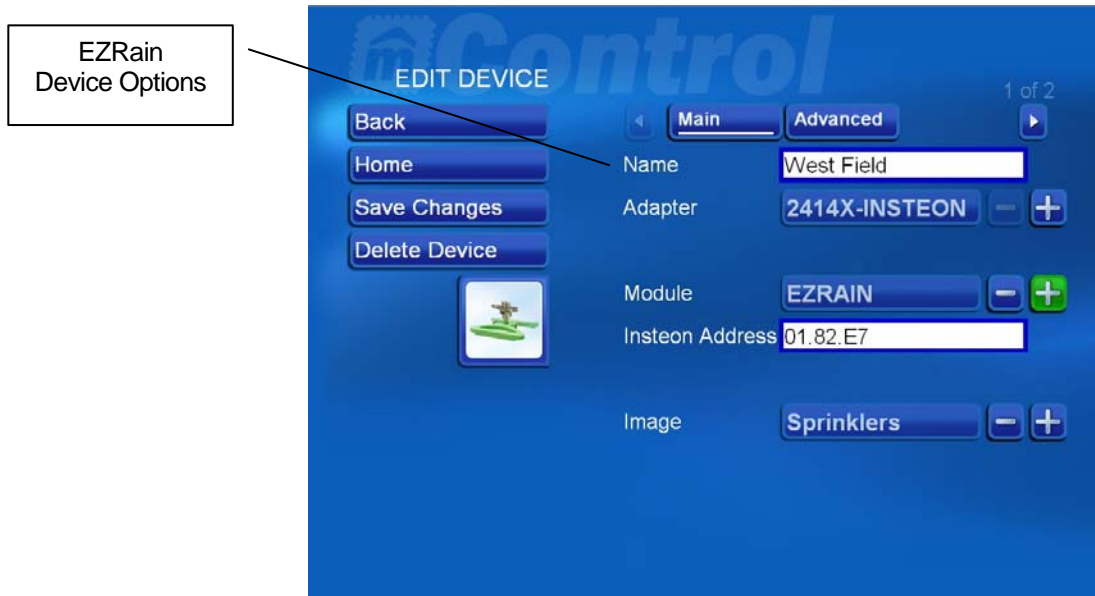 EZRain
Device Options
mControl
EDIT DEVICE
1 of 2
Back
Main
Advanced
Home
Name
West Field
Save Changes
Adapter
2414X-INSTEON
Delete Device
Module
EZRAIN
Insteon Address
01.82.E7
Image
Sprinklers